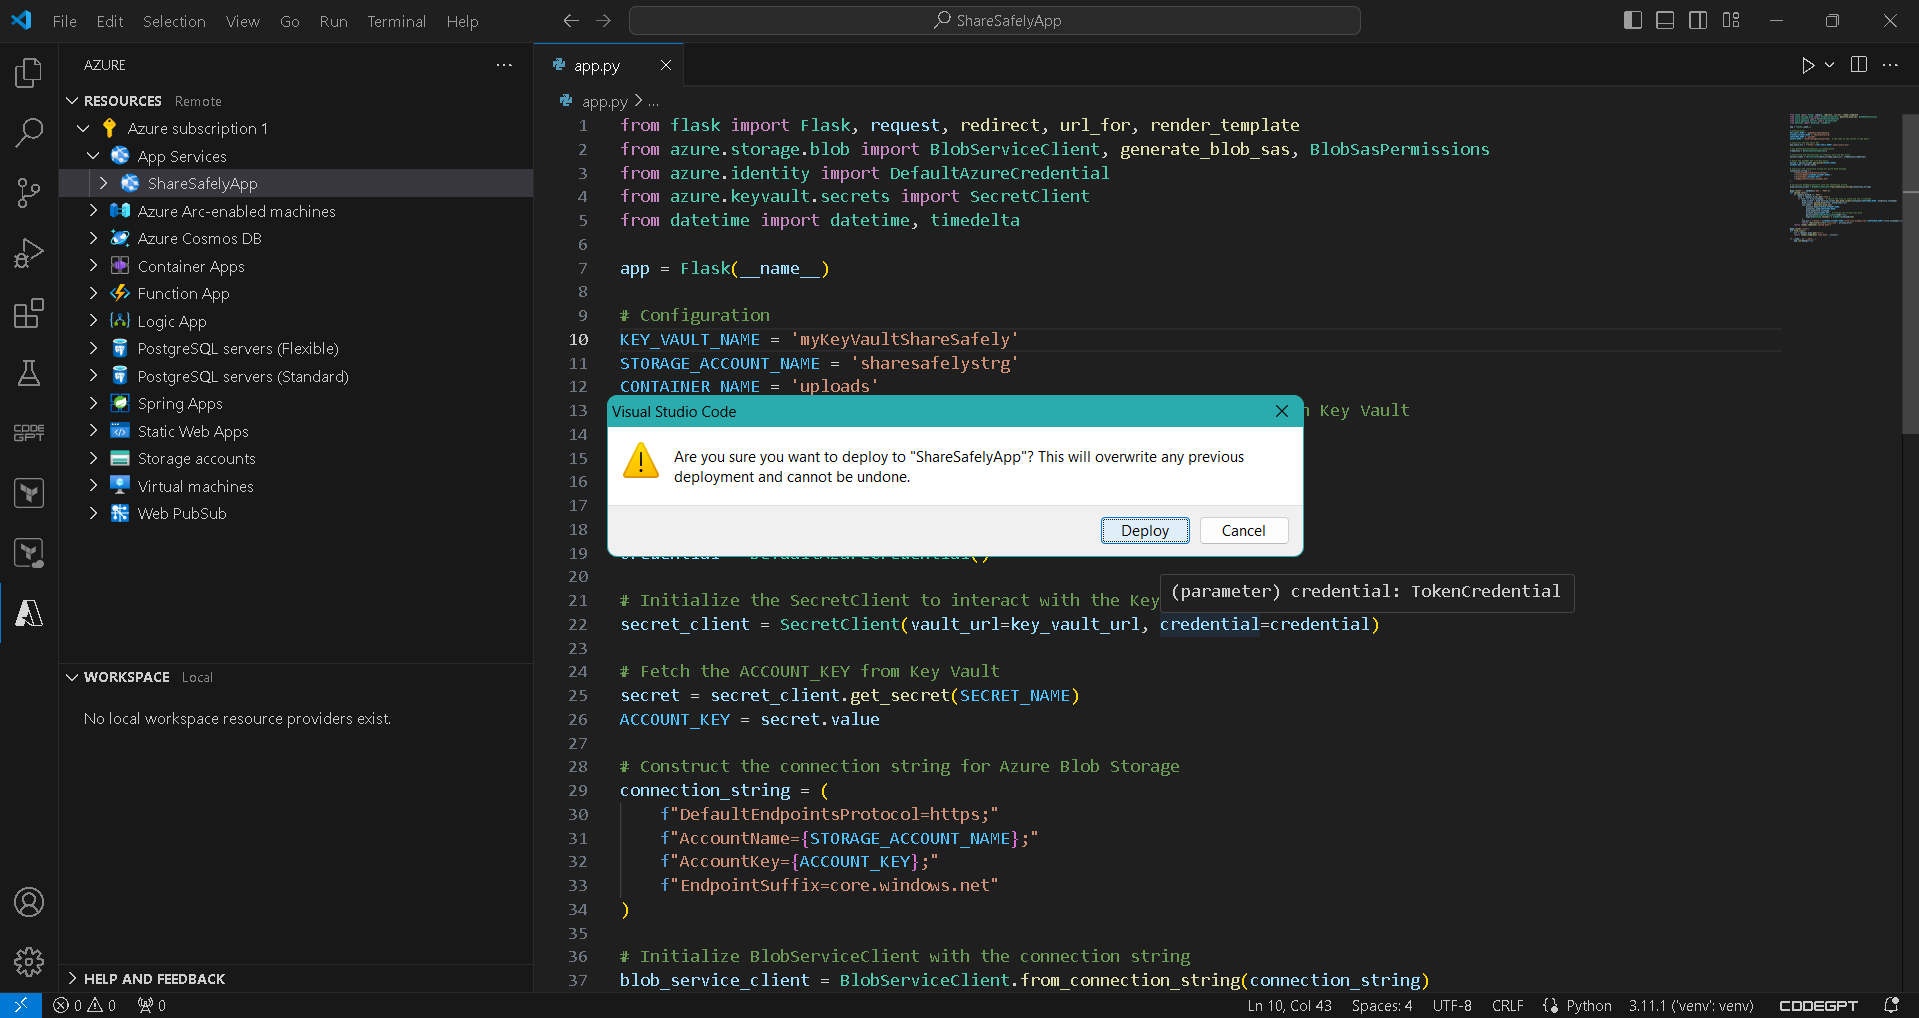 File Edit Selection View Go Run Terminal Help
ShareSafelyApp
AZURE
RESOURCES Remote
Azure subscription 1
App Services
ShareSafelyApp
Azure Arc-enabled machines
Azure Cosmos DB
Container Apps
Function App
Logic App
PostgreSQL servers (Flexible)
PostgreSQL servers (Standard)
Spring Apps
Static Web Apps
Storage accounts
Virtual machines
Web PubSub
CODE
GPT
WORKSPACE Local
No local workspace resource providers exist.
HELP AND FEEDBACK
app.py
app.py > ...
1 from flask import Flask, request, redirect, url_for, render_template
2 from azure.storage.blob import BlobServiceClient, generate_blob_sas, BlobSasPermissions
3 from azure.identity import DefaultAzureCredential
4 from azure.keyvault.secrets import SecretClient
5 from datetime import datetime, timedelta
6
7 app = Flask(__name__)
8
9 # Configuration
10 KEY_VAULT_NAME = 'myKeyVaultShareSafely'
11 STORAGE_ACCOUNT_NAME = 'sharesafelystrg'
12 CONTAINER_NAME = 'uploads'
13 Key Vault
14
15
16
17
18
19 credential = DefaultAzureCredential()
20
21 # Initialize the SecretClient to interact with the Key
22 secret_client = SecretClient(vault_url=key_vault_url, credential=credential)
23
24 # Fetch the ACCOUNT_KEY from Key Vault
25 secret = secret_client.get_secret(SECRET_NAME)
26 ACCOUNT_KEY = secret.value
27
28 # Construct the connection string for Azure Blob Storage
29 connection_string = (
30 f"DefaultEndpointsProtocol=https;"
31 f"AccountName={STORAGE_ACCOUNT_NAME};"
32 f"AccountKey={ACCOUNT_KEY};"
33 f"EndpointSuffix=core.windows.net"
34 )
35
36 # Initialize BlobServiceClient with the connection string
37 blob_service_client = BlobServiceClient.from_connection_string(connection_string)
Visual Studio Code
Are you sure you want to deploy to "ShareSafelyApp"? This will overwrite any previous
deployment and cannot be undone.
Deploy Cancel
(parameter) credential: TokenCredential
0 0 0 Ln 10, Col 43 Spaces: 4 UTF-8 CRLF Python 3.11.1 ('venv': venv) CODEGPT